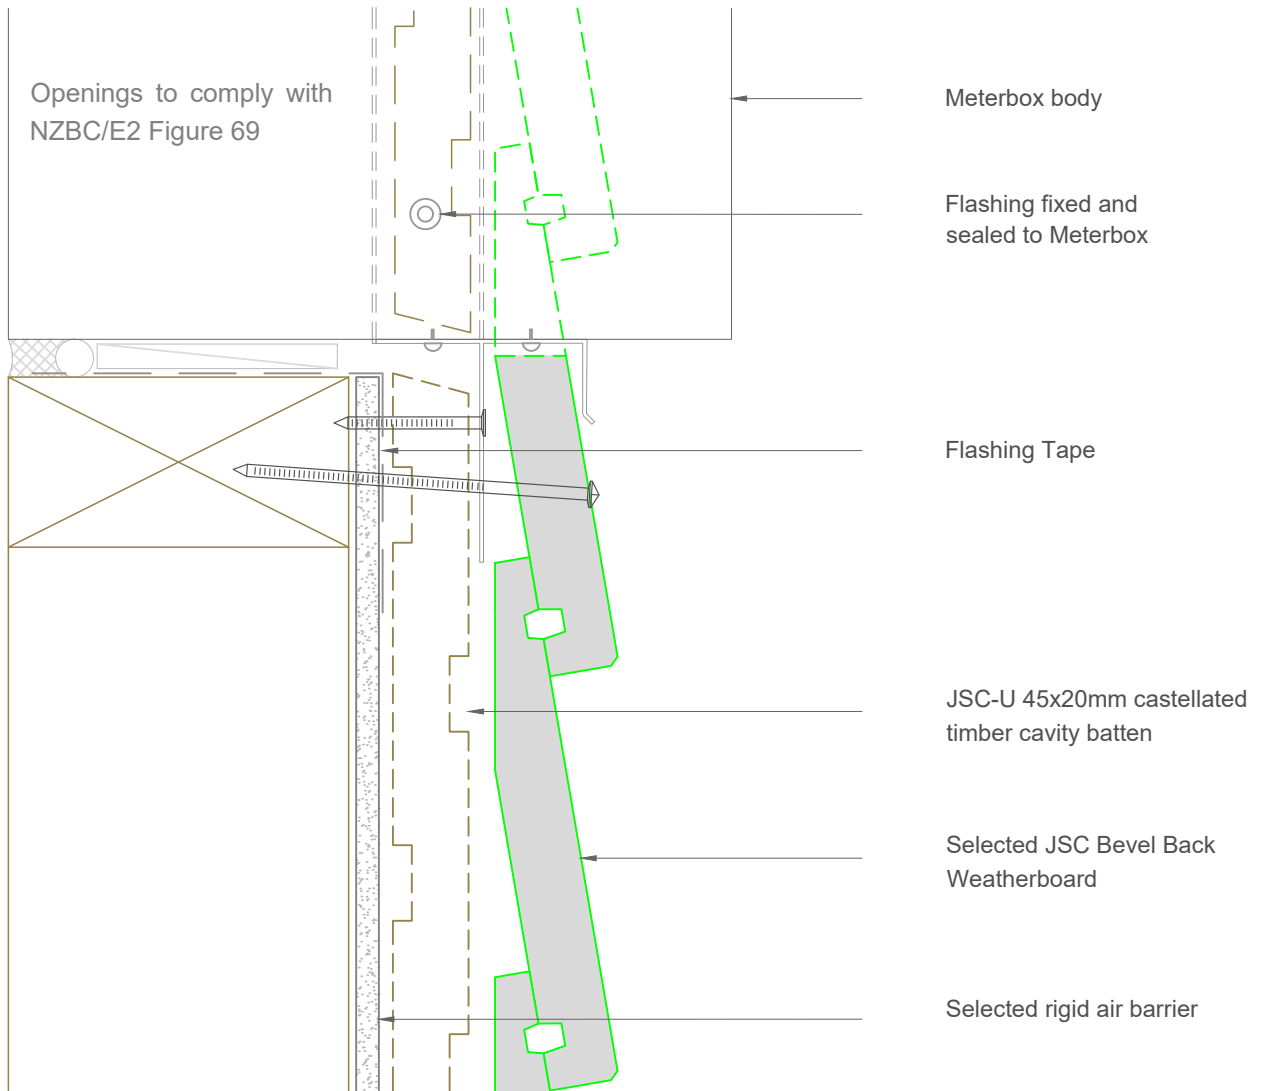 Openings to comply with
NZBC/E2 Figure 69
Meterbox body
Flashing fixed and
sealed to Meterbox
Flashing Tape
JSC-U 45x20mm castellated
timber cavity batten
Selected JSC Bevel Back
Weatherboard
Selected rigid air barrier